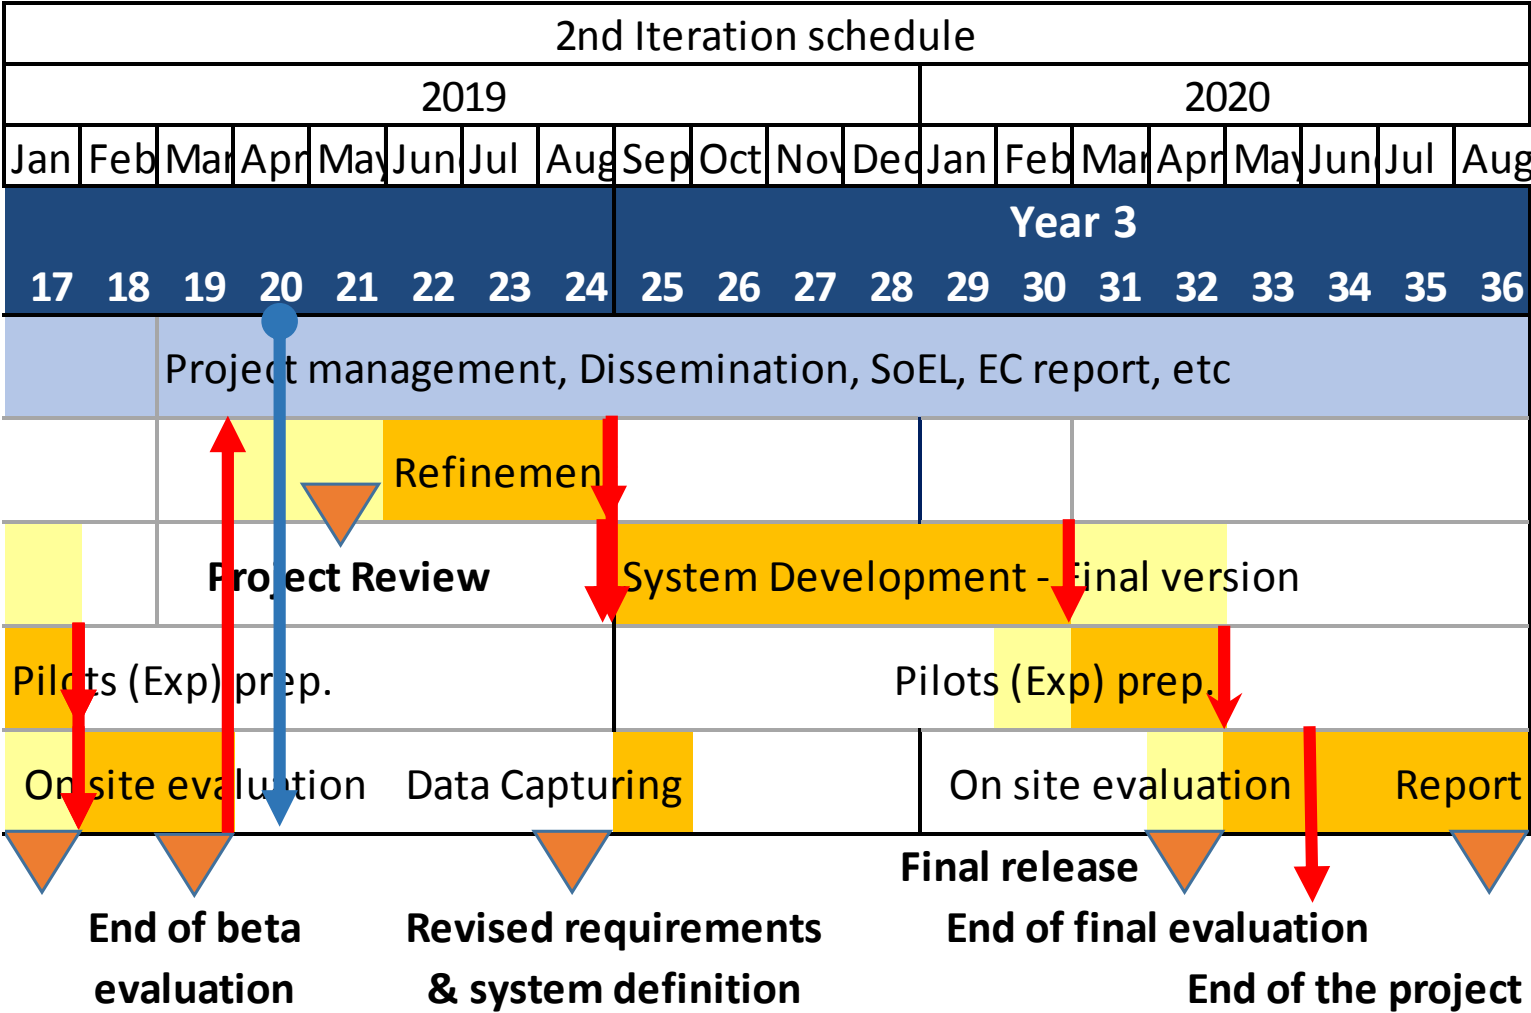 2nd Iteration schedule
2019 2020
Jan Feb Mar Apr May Jun Jul Aug Sep Oct Nov Dec Jan Feb Mar Apr May Jun Jul Aug
Year 3
17 18 19 20 21 22 23 24 25 26 27 28 29 30 31 32 33 34 35 36
Project management, Dissemination, SoEL, EC report, etc
Refinemen
Project Review System Development - Final version
Pilots (Exp) prep. Pilots (Exp) prep.
On site evaluation Data Capturing On site evaluation Report
Final release
End of beta Revised requirements End of final evaluation
evaluation & system definition End of the project